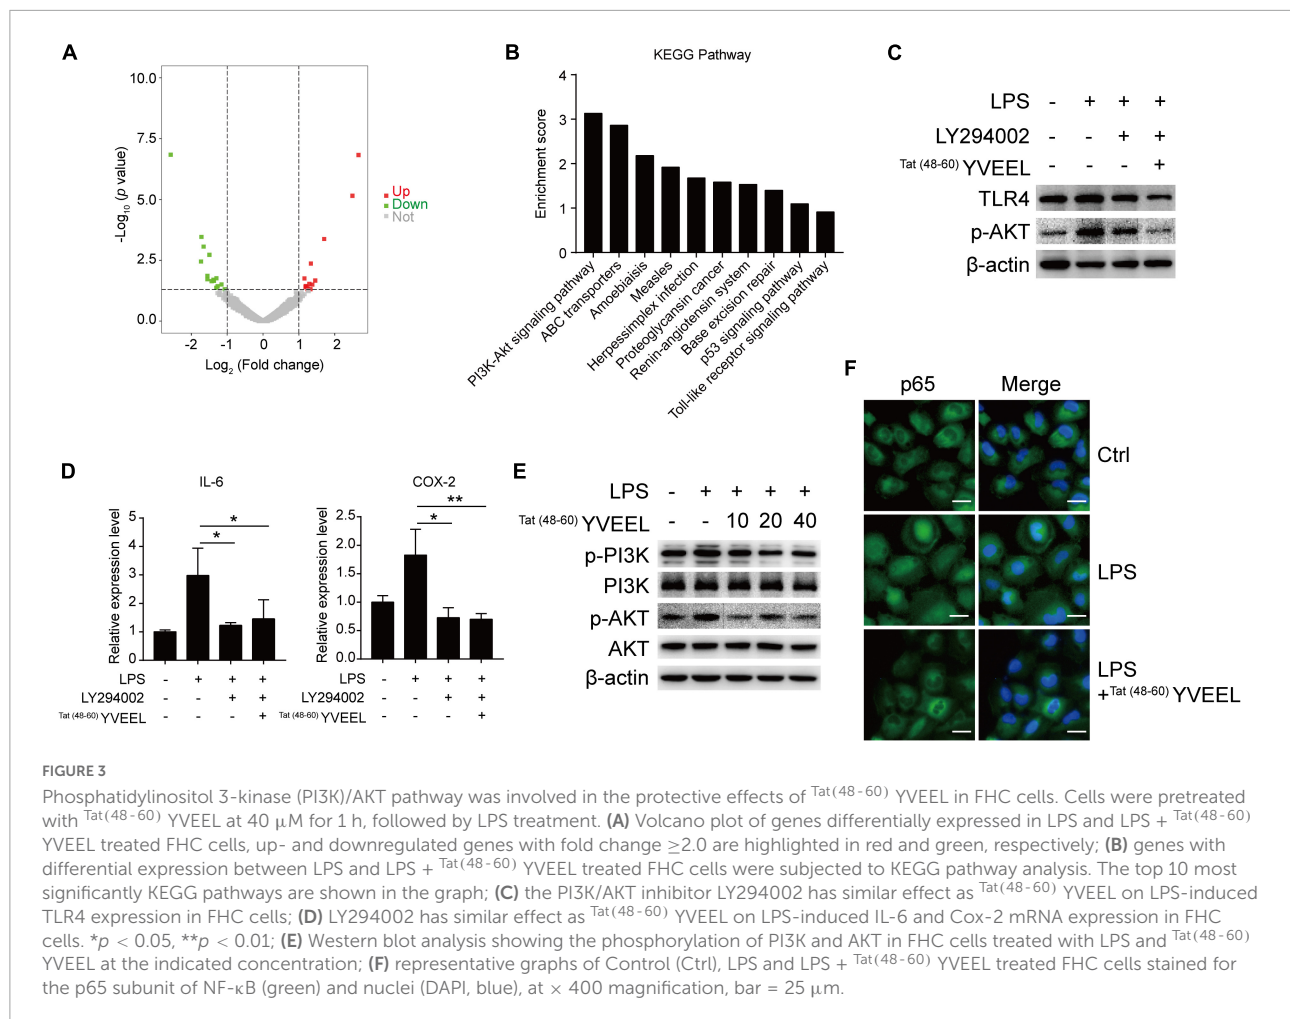 A
10.0
7.5
5.0
2.5
0.0
-Log10 (p value)
-2 -1 0 1 2
Log2 (Fold change)
Up
Down
Not
B
KEGG Pathway
4
3
2
1
0
Enrichment score
PI3K-Akt signaling pathway
ABC transporters
Amoebiasis
Measles
Herpessimplex infection
Proteoglycansin cancer
Renin-angiotensin system
Base excision repair
p53 signaling pathway
Toll-like receptor signaling pathway
C
LPS - + + +
LY294002 - - + +
Tat (48-60) YVEEL - - - +
TLR4
p-AKT
β-actin
D
IL-6
5
4
3
2
1
0
Relative expression level
*
*
LPS - + + +
LY294002 - - + +
Tat (48-60) YVEEL - - - +
COX-2
2.5
2.0
1.5
1.0
0.5
0.0
Relative expression level
**
*
LPS - + + +
LY294002 - - + +
Tat (48-60) YVEEL - - - +
E
LPS - + + + +
Tat (48-60) YVEEL - - 10 20 40
p-PI3K
PI3K
p-AKT
AKT
β-actin
F
p65 Merge
Ctrl
LPS
LPS
+Tat (48-60) YVEEL
FIGURE 3
Phosphatidylinositol 3-kinase (PI3K)/AKT pathway was involved in the protective effects of Tat(48-60) YVEEL in FHC cells. Cells were pretreated
with Tat(48-60) YVEEL at 40 μM for 1 h, followed by LPS treatment. (A) Volcano plot of genes differentially expressed in LPS and LPS + Tat(48-60)
YVEEL treated FHC cells, up- and downregulated genes with fold change ≥2.0 are highlighted in red and green, respectively; (B) genes with
differential expression between LPS and LPS + Tat(48-60) YVEEL treated FHC cells were subjected to KEGG pathway analysis. The top 10 most
significantly KEGG pathways are shown in the graph; (C) the PI3K/AKT inhibitor LY294002 has similar effect as Tat(48-60) YVEEL on LPS-induced
TLR4 expression in FHC cells; (D) LY294002 has similar effect as Tat(48-60) YVEEL on LPS-induced IL-6 and Cox-2 mRNA expression in FHC
cells. *p < 0.05, **p < 0.01; (E) Western blot analysis showing the phosphorylation of PI3K and AKT in FHC cells treated with LPS and Tat(48-60)
YVEEL at the indicated concentration; (F) representative graphs of Control (Ctrl), LPS and LPS + Tat(48-60) YVEEL treated FHC cells stained for
the p65 subunit of NF-κB (green) and nuclei (DAPI, blue), at × 400 magnification, bar = 25 μm.